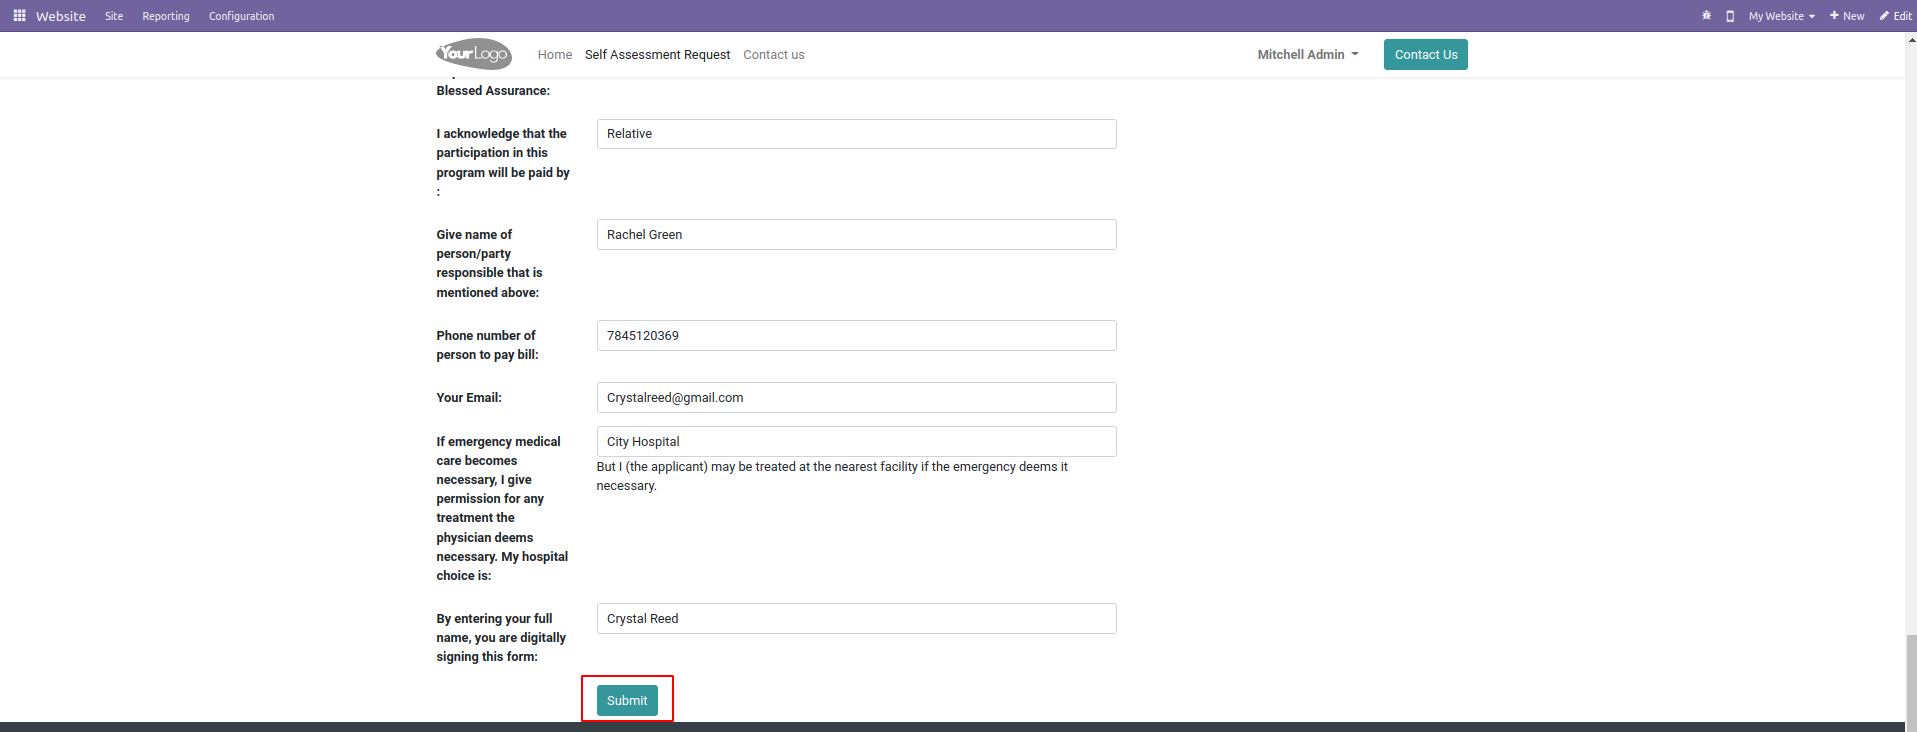 Website Site Reporting Configuration My Website New Edit
YourLogo Home Self Assessment Request Contact us Mitchell Admin Contact Us
Blessed Assurance:
I acknowledge that the
participation in this
program will be paid by
:
Relative
Give name of
person/party
responsible that is
mentioned above:
Rachel Green
Phone number of
person to pay bill:
7845120369
Your Email:
Crystalreed@gmail.com
If emergency medical
care becomes
necessary, I give
permission for any
treatment the
physician deems
necessary. My hospital
choice is:
City Hospital
But I (the applicant) may be treated at the nearest facility if the emergency deems it
necessary.
By entering your full
name, you are digitally
signing this form:
Crystal Reed
Submit